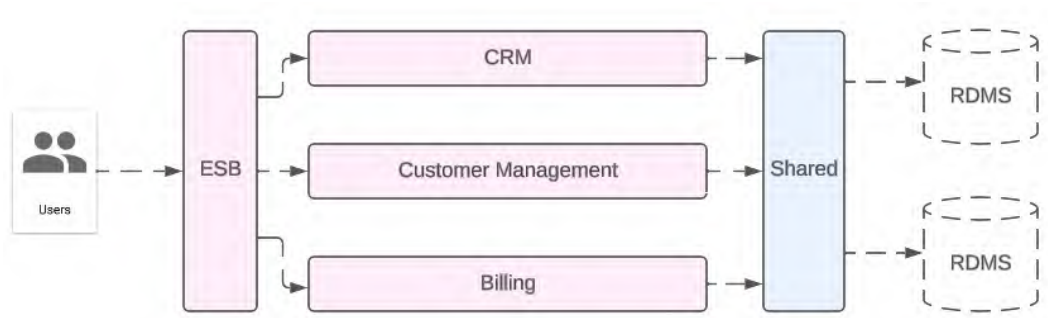 Users
ESB
CRM
Customer Management
Billing
Shared
RDMS
RDMS